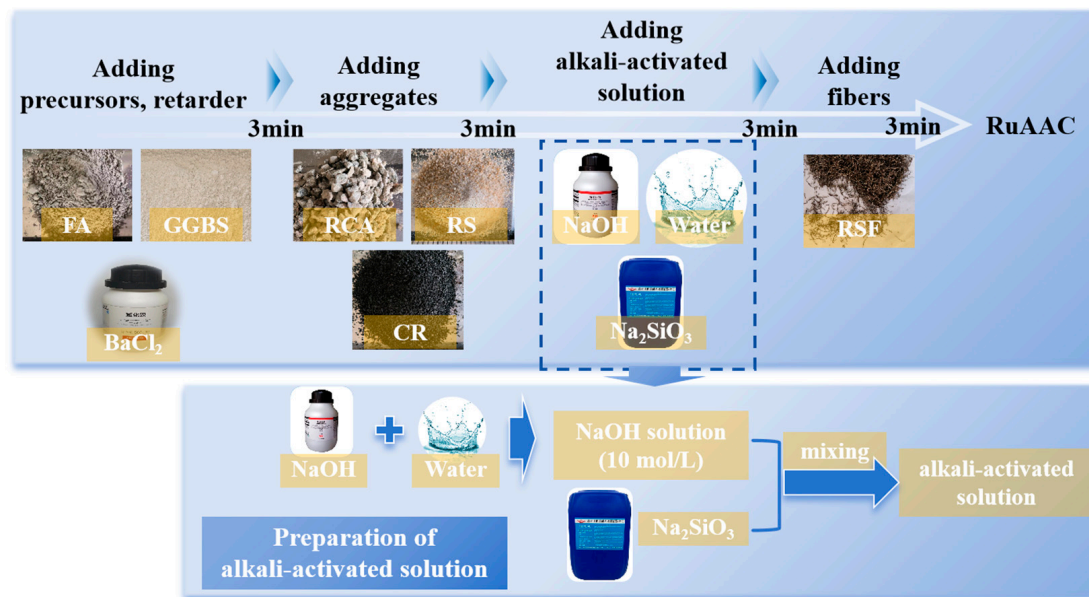 Adding
precursors, retarder
3min
Adding
aggregates
3min
Adding
alkali-activated
solution
3min
Adding
fibers
3min
RuAAC
FA
GGBS
BaCl₂
RCA
RS
CR
NaOH
Water
Na₂SiO₃
RSF
NaOH
+
Water
NaOH solution
(10 mol/L)
Na₂SiO₃
mixing
alkali-activated
solution
Preparation of
alkali-activated solution